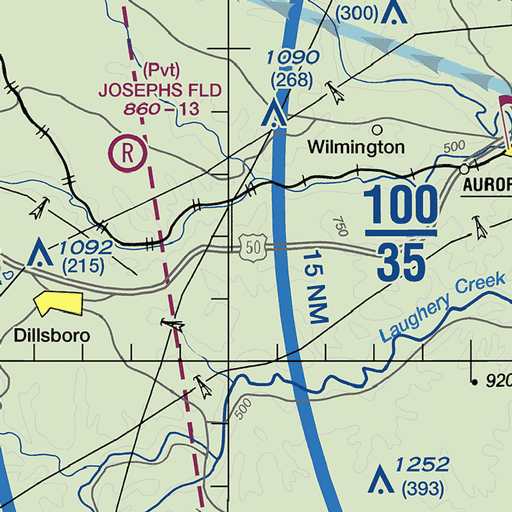 (300)
1090
(268)
(Pvt)
JOSEPHS FLD
860 – 13
R
Wilmington
500
AUROR
100
35
750
50
1092
(215)
15 NM
Laughery Creek
Dillsboro
500
920
1252
(393)